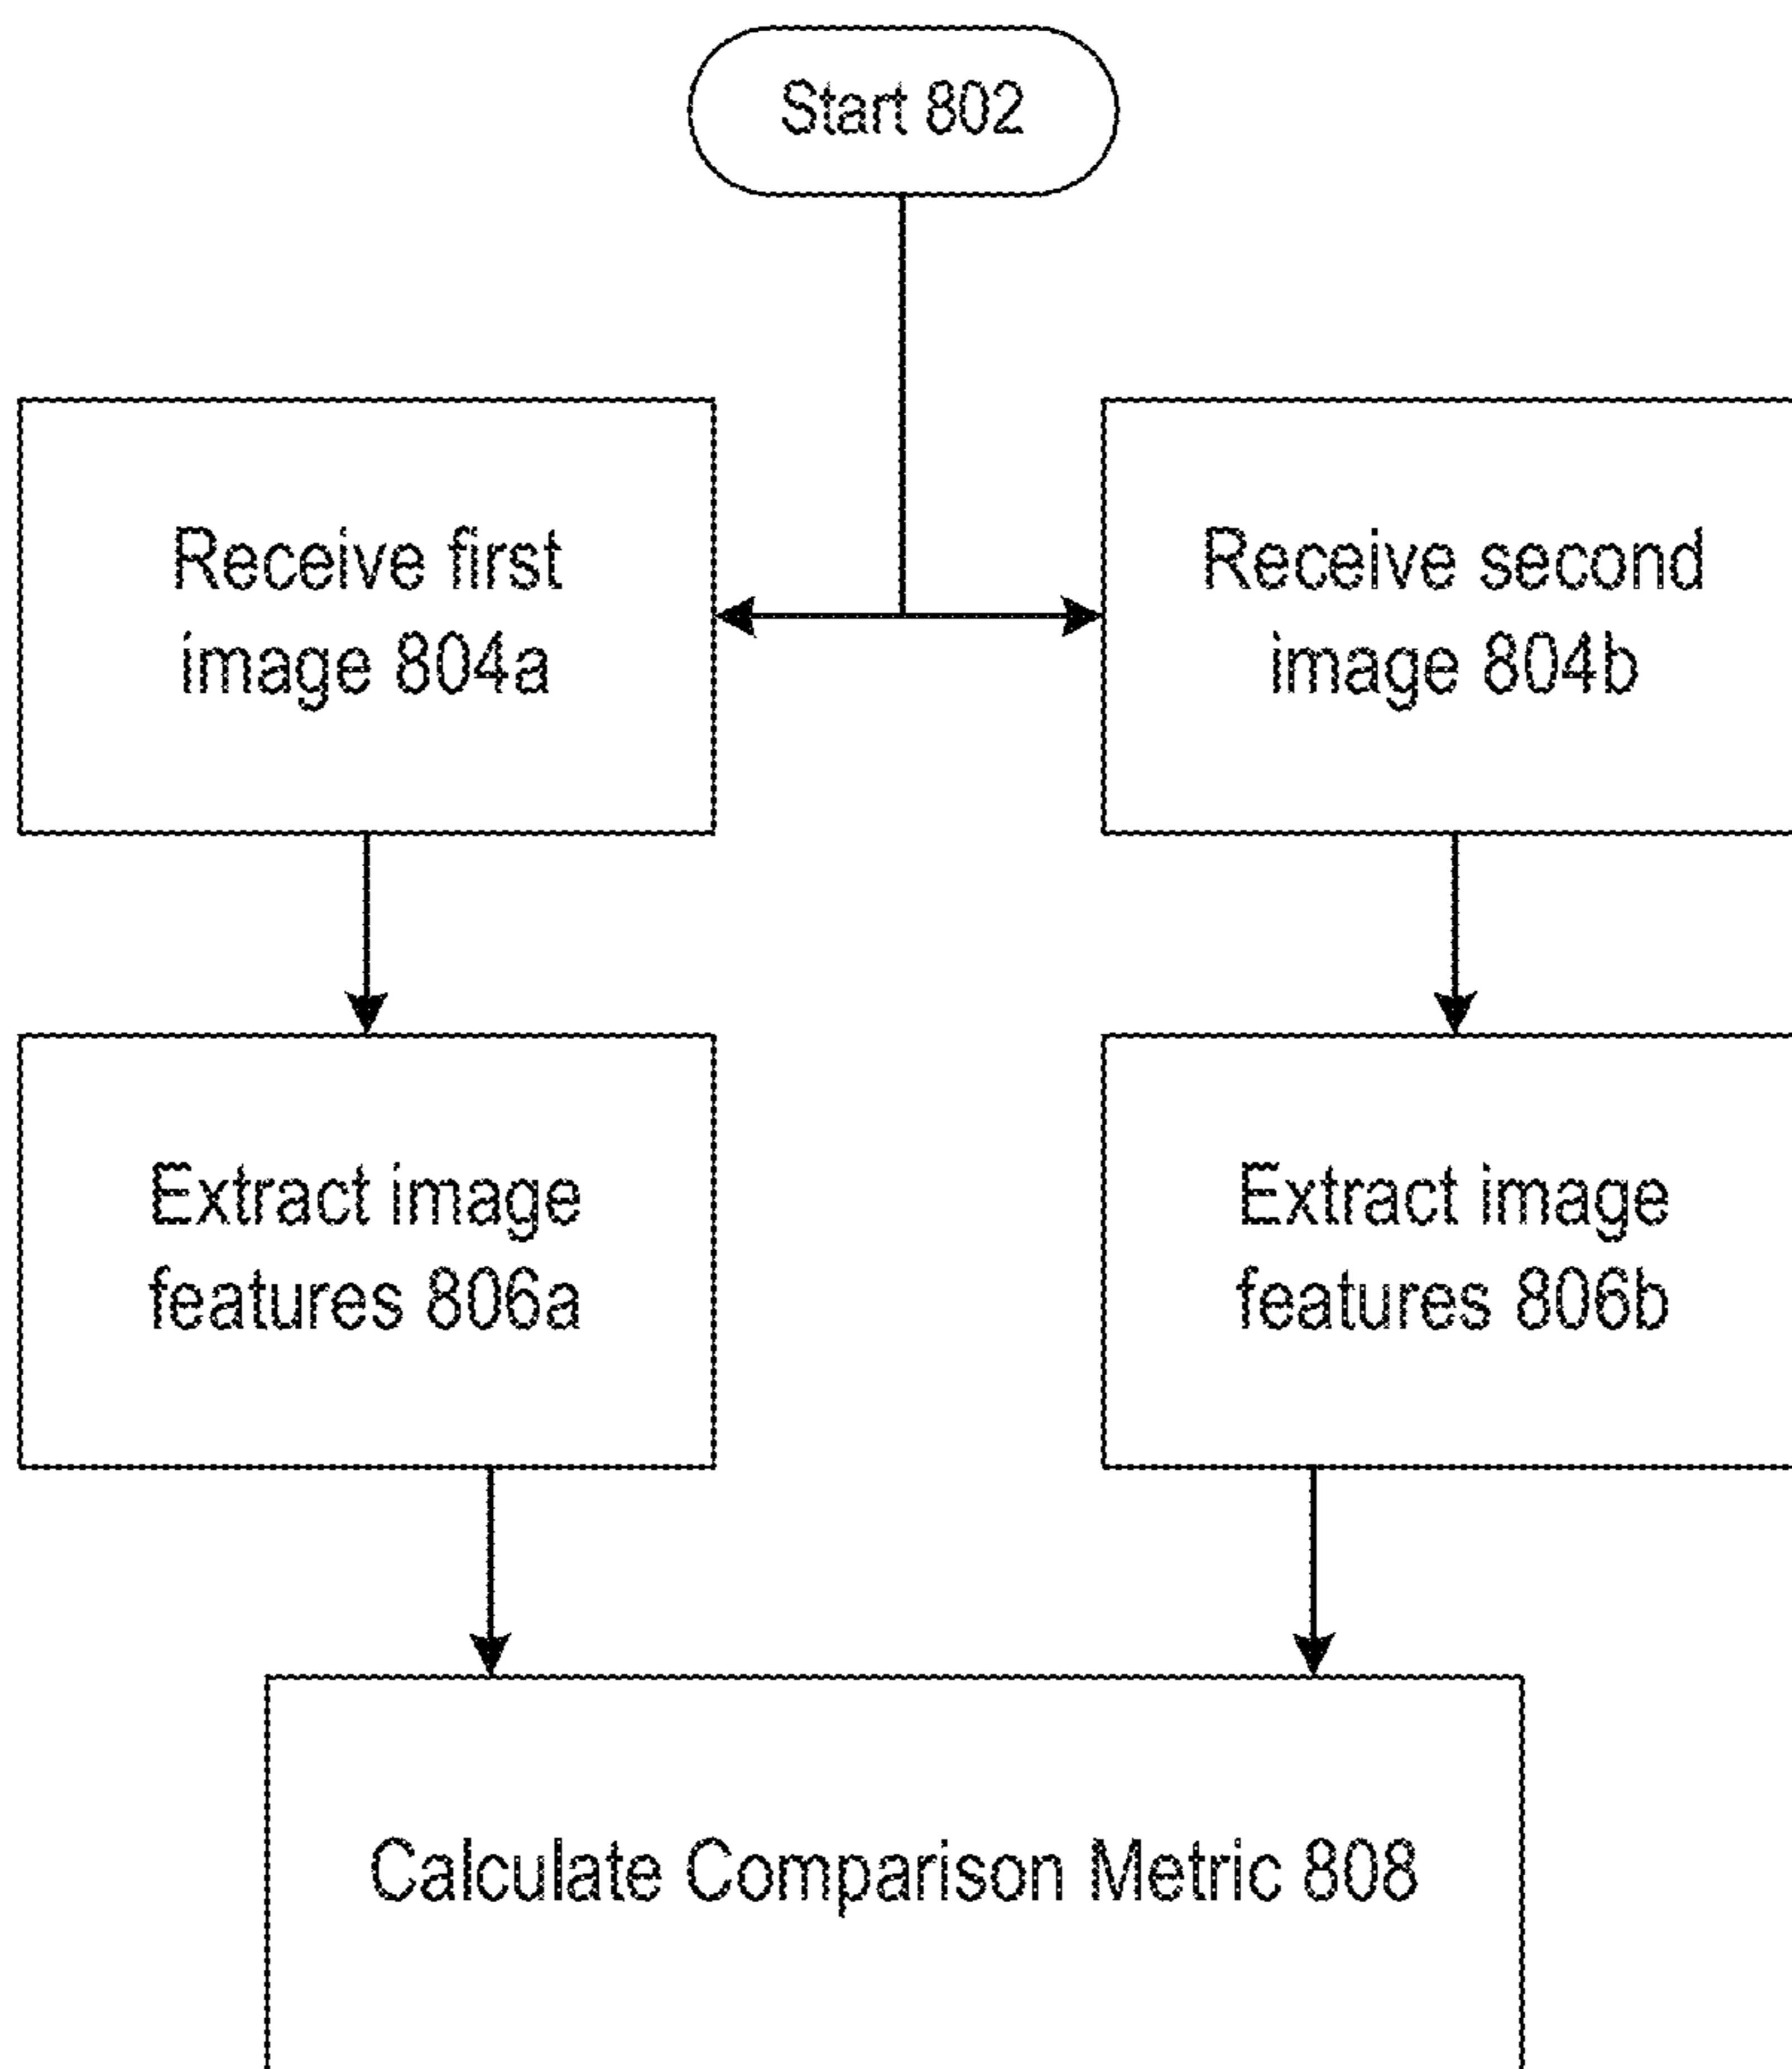 Start 802
Receive first
image 804a
Receive second
image 804b
Extract image
features 806a
Extract image
features 806b
Calculate Comparison Metric 808